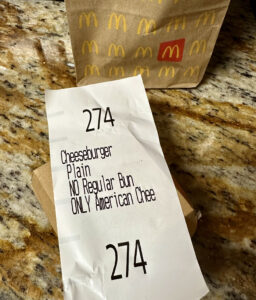 274
Cheeseburger
Plain
NO Regular Bun
ONLY American Chee
274